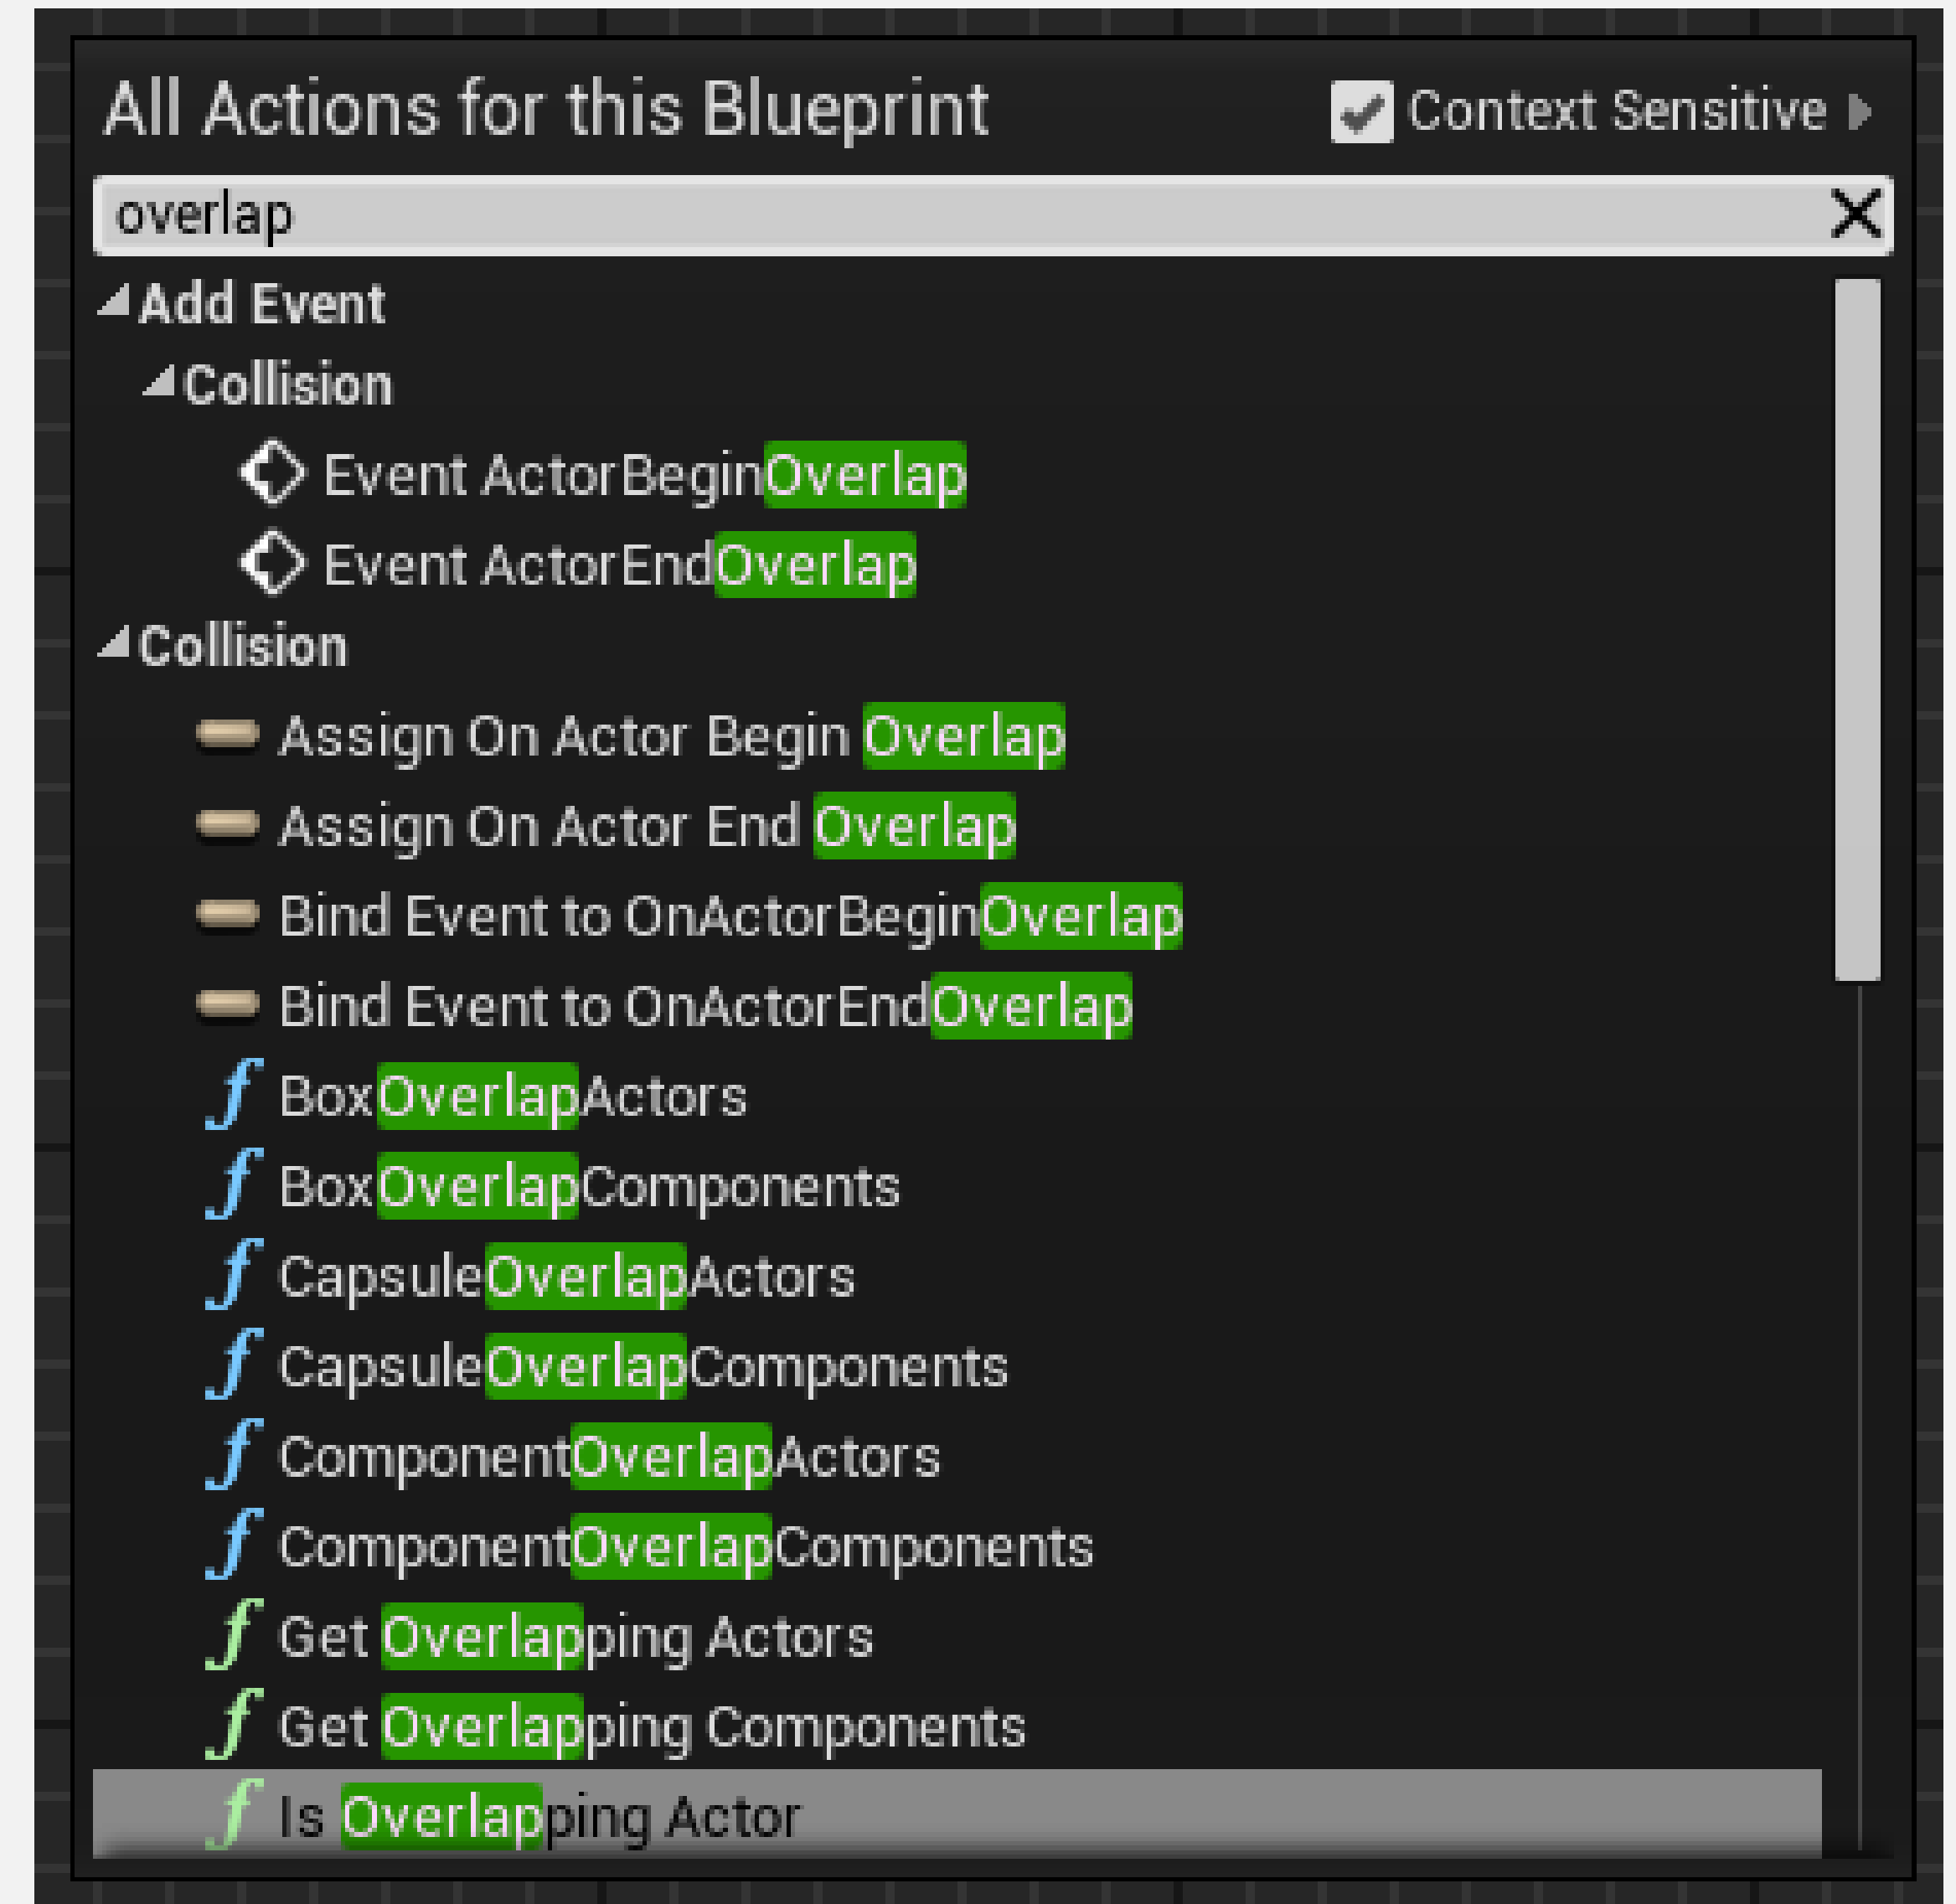 All Actions for this Blueprint Context Sensitive
overlap
Add Event
Collision
Event ActorBeginOverlap
Event ActorEndOverlap
Collision
Assign On Actor Begin Overlap
Assign On Actor End Overlap
Bind Event to OnActorBeginOverlap
Bind Event to OnActorEndOverlap
BoxOverlapActors
BoxOverlapComponents
CapsuleOverlapActors
CapsuleOverlapComponents
ComponentOverlapActors
ComponentOverlapComponents
Get Overlapping Actors
Get Overlapping Components
Is Overlapping Actor